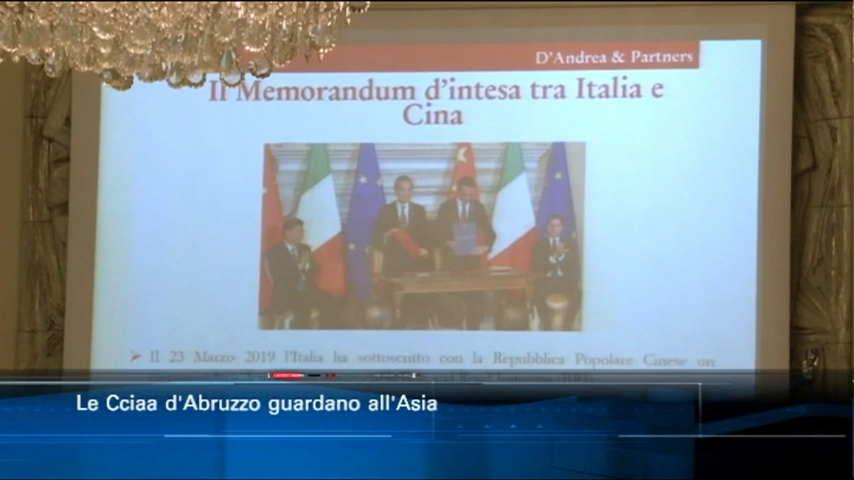 D'Andrea & Partners
Il Memorandum d'intesa tra Italia e
Cina
Il 23 Marzo 2019 l'Italia ha sottoscritto con la Repubblica Popolare Cinese un
Le Cciaa d'Abruzzo guardano all'Asia